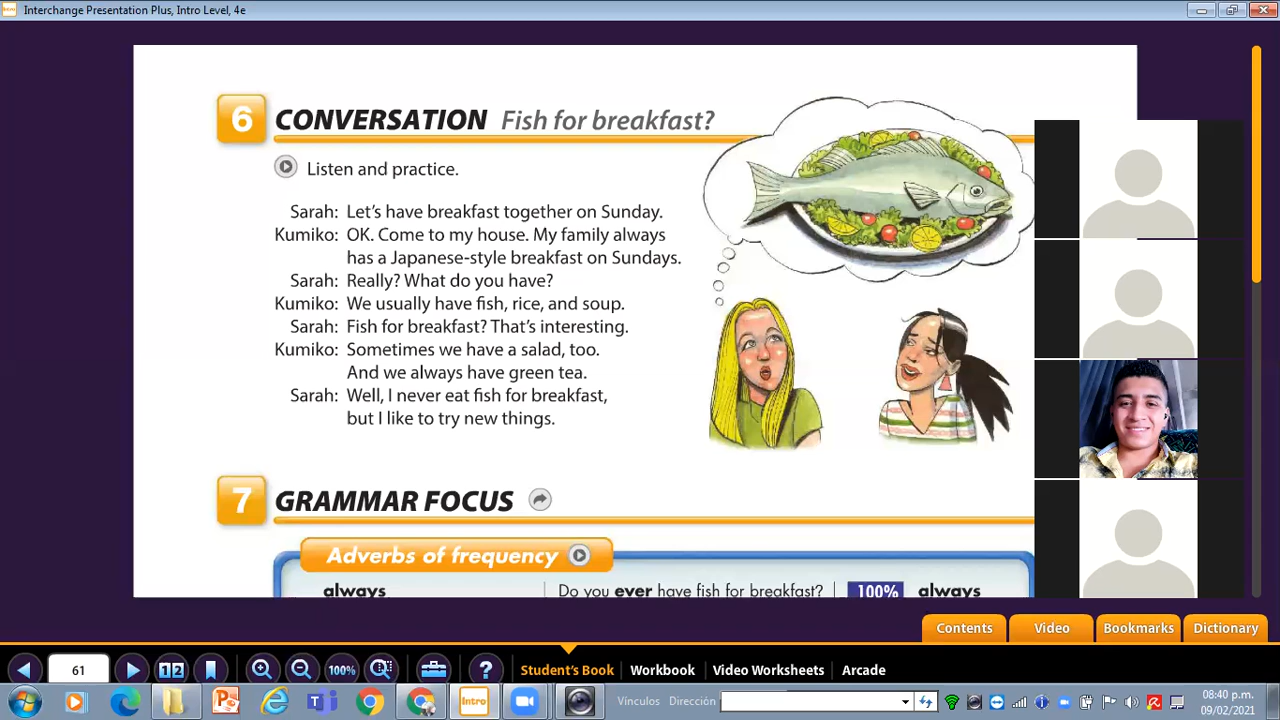 Interchange Presentation Plus, Intro Level, 4e
6 CONVERSATION Fish for breakfast?
Listen and practice.
Sarah: Let's have breakfast together on Sunday.
Kumiko: OK. Come to my house. My family always
has a Japanese-style breakfast on Sundays.
Sarah: Really? What do you have?
Kumiko: We usually have fish, rice, and soup.
Sarah: Fish for breakfast? That's interesting.
Kumiko: Sometimes we have a salad, too.
And we always have green tea.
Sarah: Well, I never eat fish for breakfast,
but I like to try new things.
7 GRAMMAR FOCUS
Adverbs of frequency
always Do you ever have fish for breakfast? 100% always
Contents Video Bookmarks Dictionary
61 12 100% ? Student's Book Workbook Video Worksheets Arcade
Intro Vínculos Dirección 08:40 p.m.
09/02/2021